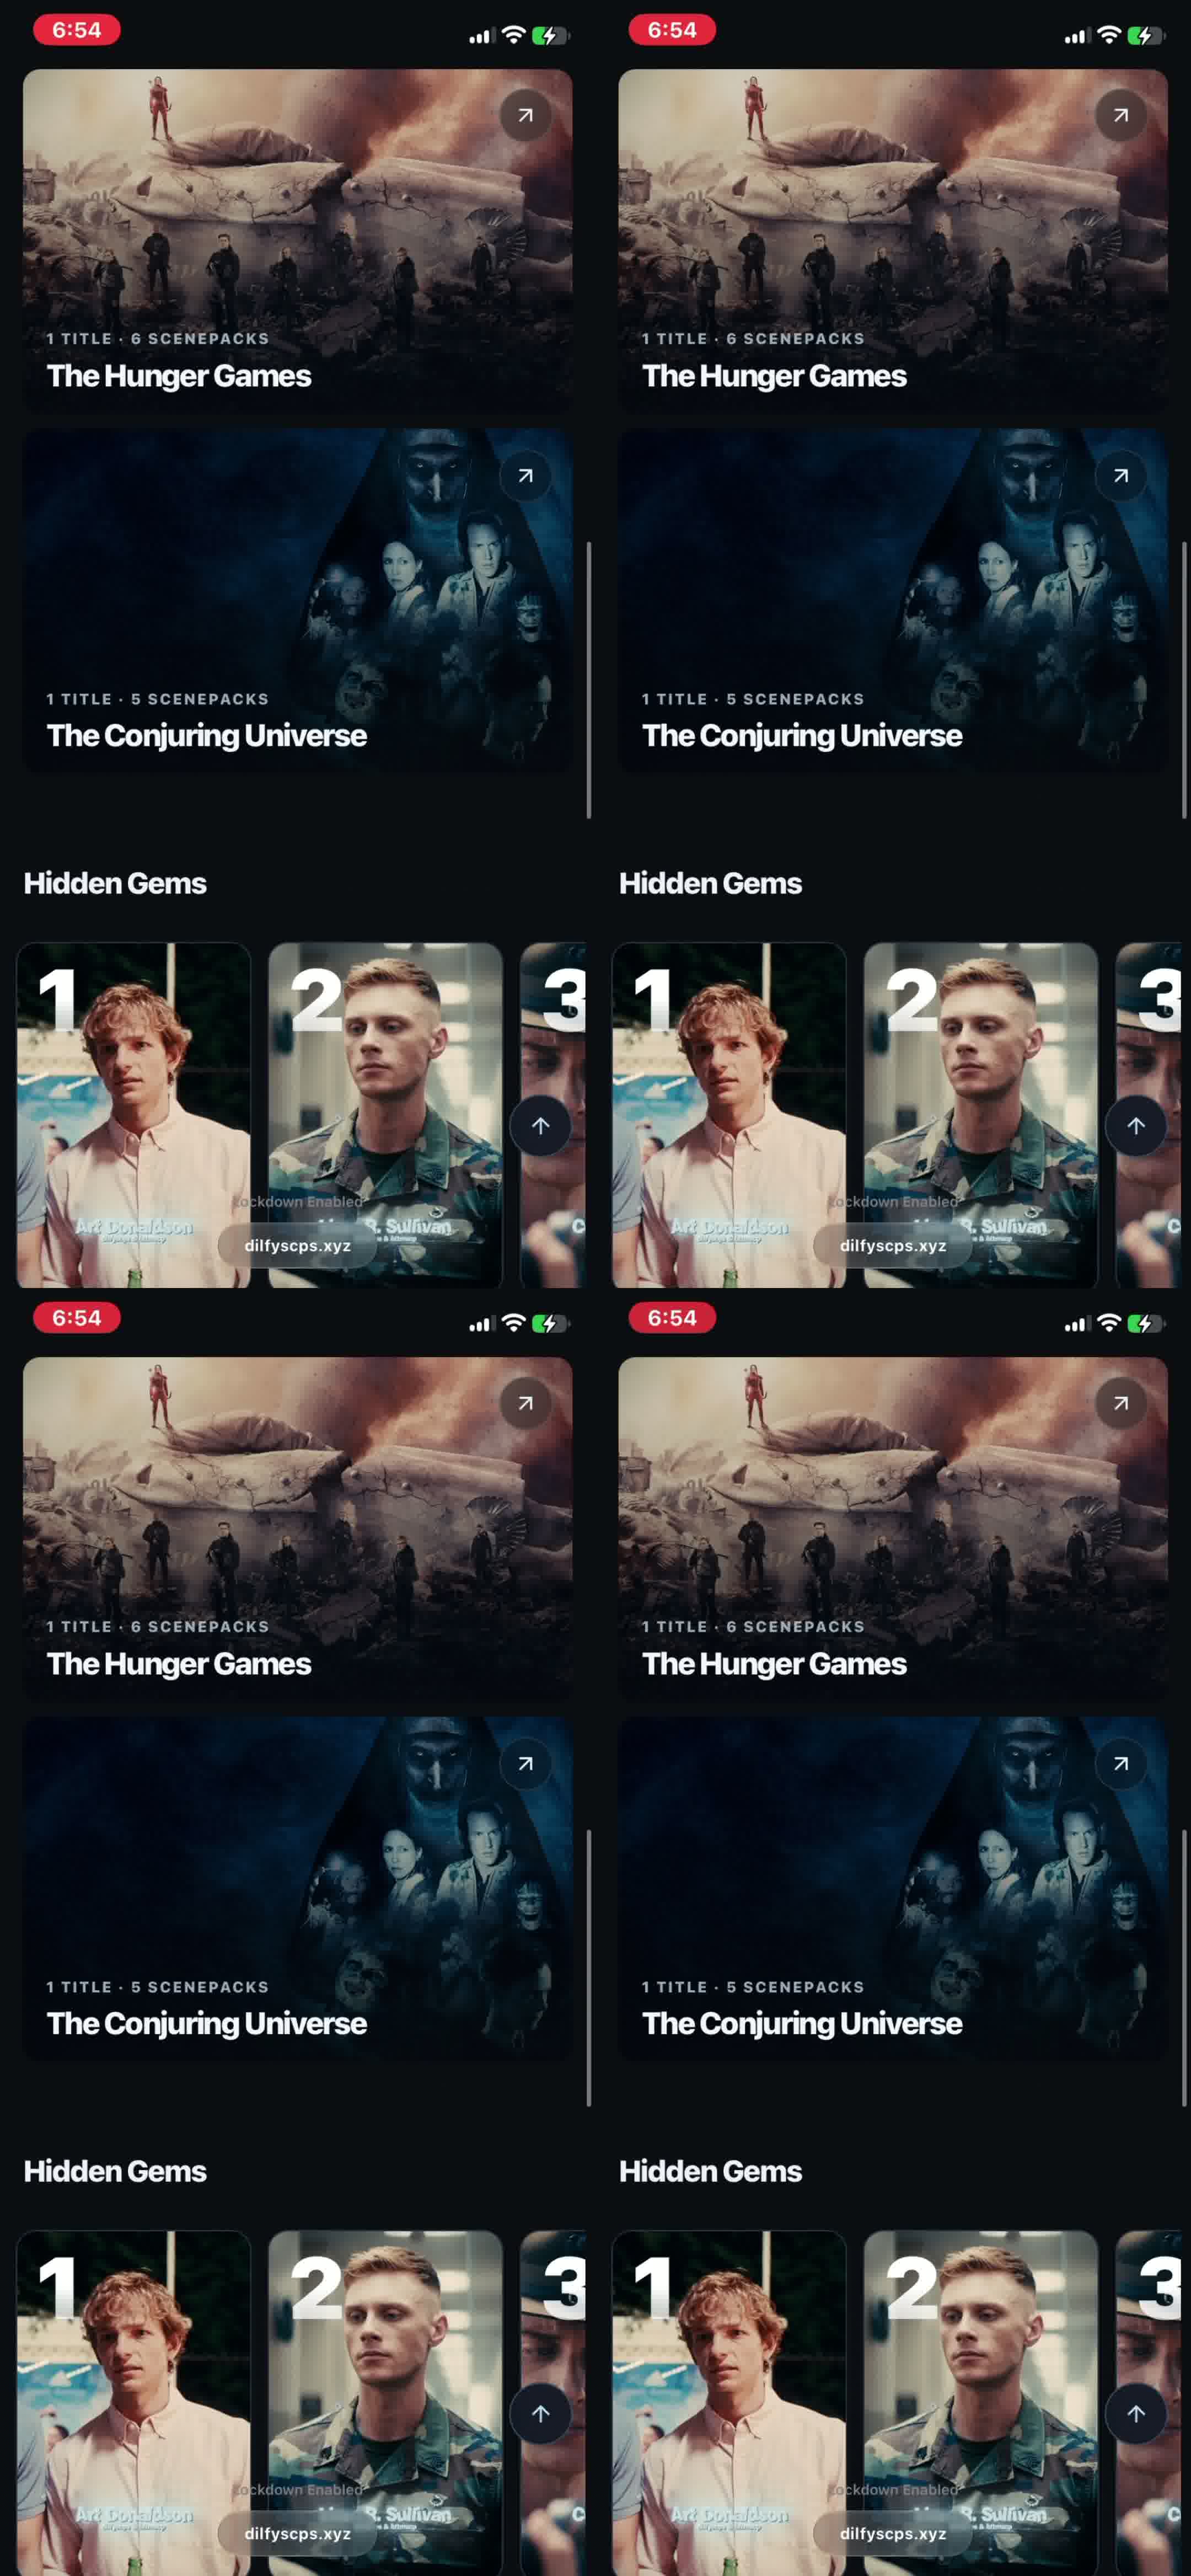 6:54
1 TITLE · 6 SCENEPACKS
The Hunger Games
1 TITLE · 5 SCENEPACKS
The Conjuring Universe
Hidden Gems
1 2 3
ockdown Enabled
Art Donaldson
R. Sullivan
C
dilfyscps.xyz
6:54
1 TITLE · 6 SCENEPACKS
The Hunger Games
1 TITLE · 5 SCENEPACKS
The Conjuring Universe
Hidden Gems
1 2 3
ockdown Enabled
Art Donaldson
R. Sullivan
C
dilfyscps.xyz
6:54
1 TITLE · 6 SCENEPACKS
The Hunger Games
1 TITLE · 5 SCENEPACKS
The Conjuring Universe
Hidden Gems
1 2 3
ockdown Enabled
Art Donaldson
R. Sullivan
C
dilfyscps.xyz
6:54
1 TITLE · 6 SCENEPACKS
The Hunger Games
1 TITLE · 5 SCENEPACKS
The Conjuring Universe
Hidden Gems
1 2 3
ockdown Enabled
Art Donaldson
R. Sullivan
C
dilfyscps.xyz